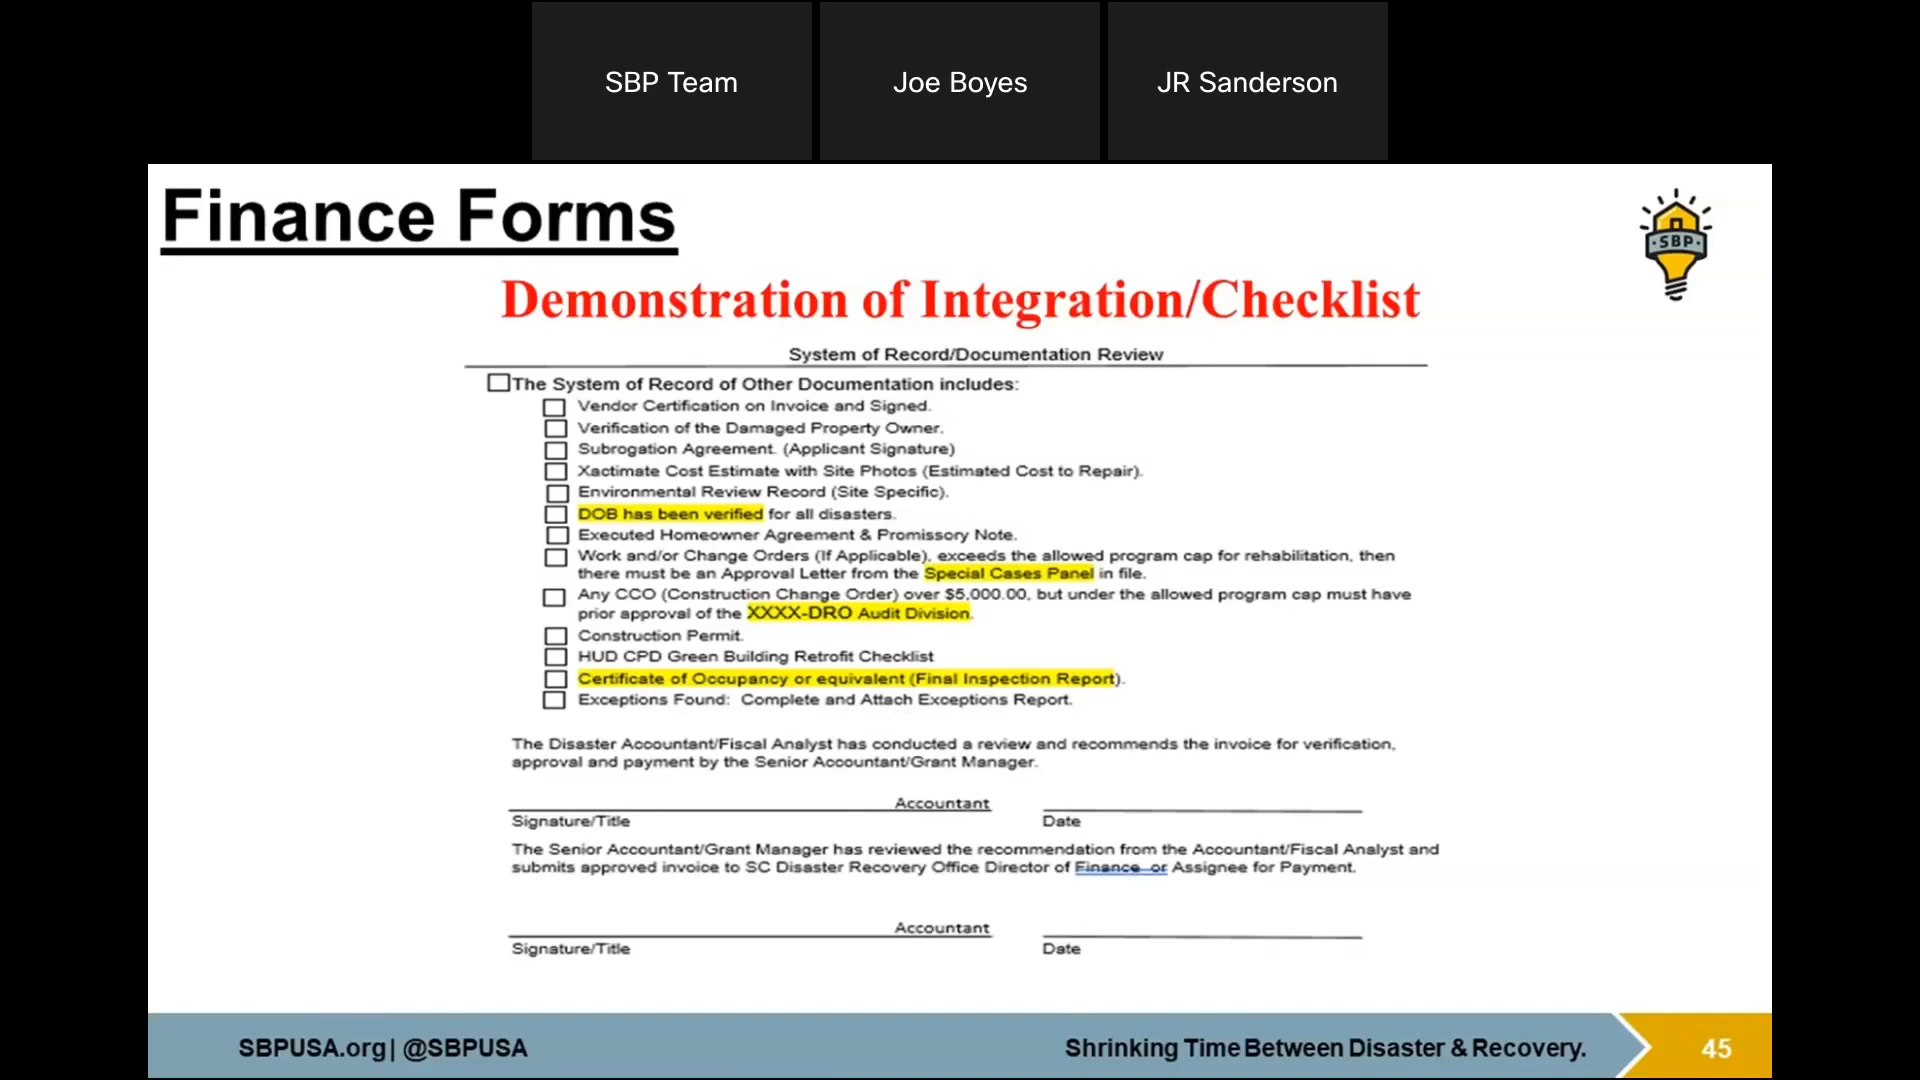 SBP Team
Joe Boyes
JR Sanderson
Finance Forms
SBP
Demonstration of Integration/Checklist
System of Record/Documentation Review
The System of Record of Other Documentation includes:
Vendor Certification on Invoice and Signed.
Verification of the Damaged Property Owner.
Subrogation Agreement. (Applicant Signature)
Xactimate Cost Estimate with Site Photos (Estimated Cost to Repair).
Environmental Review Record (Site Specific).
DOB has been verified for all disasters.
Executed Homeowner Agreement & Promissory Note.
Work and/or Change Orders (If Applicable), exceeds the allowed program cap for rehabilitation, then
there must be an Approval Letter from the Special Cases Panel in file.
Any CCO (Construction Change Order) over $5,000.00, but under the allowed program cap must have
prior approval of the XXXX-DRO Audit Division.
Construction Permit.
HUD CPD Green Building Retrofit Checklist
Certificate of Occupancy or equivalent (Final Inspection Report).
Exceptions Found: Complete and Attach Exceptions Report.
The Disaster Accountant/Fiscal Analyst has conducted a review and recommends the invoice for verification,
approval and payment by the Senior Accountant/Grant Manager.
Accountant
Signature/Title Date
The Senior Accountant/Grant Manager has reviewed the recommendation from the Accountant/Fiscal Analyst and
submits approved invoice to SC Disaster Recovery Office Director of Finance or Assignee for Payment.
Accountant
Signature/Title Date
SBPUSA.org| @SBPUSA
Shrinking Time Between Disaster & Recovery.
45